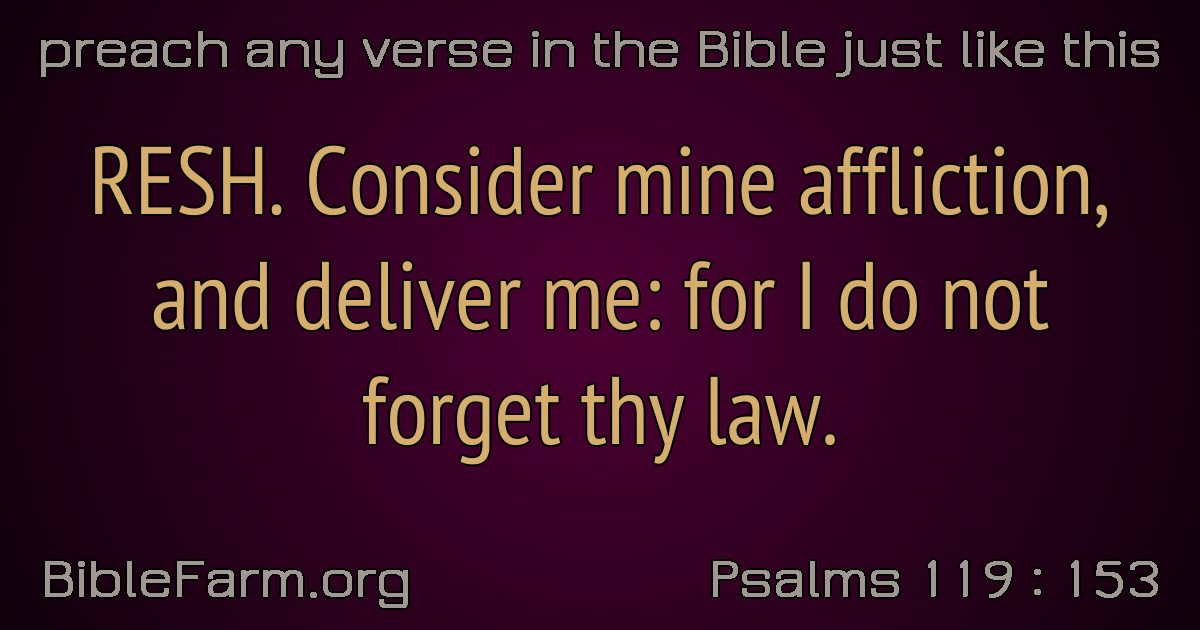 preach any verse in the Bible just like this
RESH. Consider mine affliction,
and deliver me: for I do not
forget thy law.
BibleFarm.org
Psalms 119 : 153